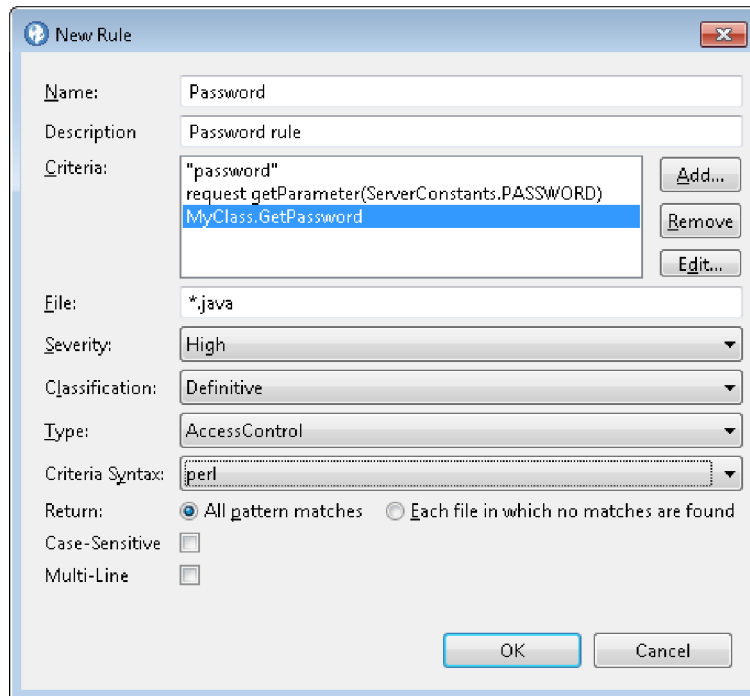 New Rule
Name: Password
Description Password rule
Criteria: "password"
request getParameter(ServerConstants.PASSWORD)
MyClass.GetPassword
Add...
Remove
Edit...
File: *.java
Severity: High
Classification: Definitive
Type: AccessControl
Criteria Syntax: perl
Return: All pattern matches Each file in which no matches are found
Case-Sensitive
Multi-Line
OK Cancel